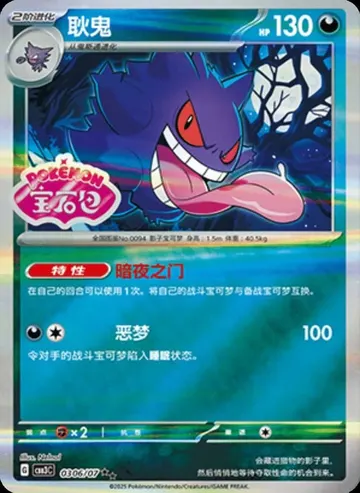 2阶进化
耿鬼
HP 130
从鬼斯通进化
POKÉMON
宝石包
全国图鉴No.0094 影子宝可梦 身高：1.5m 体重：40.5kg
特性 暗夜之门
在自己的回合可以使用1次。将自己的战斗宝可梦与备战宝可梦互换。
恶梦 100
令对手的战斗宝可梦陷入睡眠状态。
弱点 ×2 抗性 撤退
Illus. Nelnal
G CBB3C 0306/07
会藏进猎物的影子里，
然后悄悄地等待夺取性命的机会到来。
©2025 Pokémon/Nintendo/Creatures/GAME FREAK.